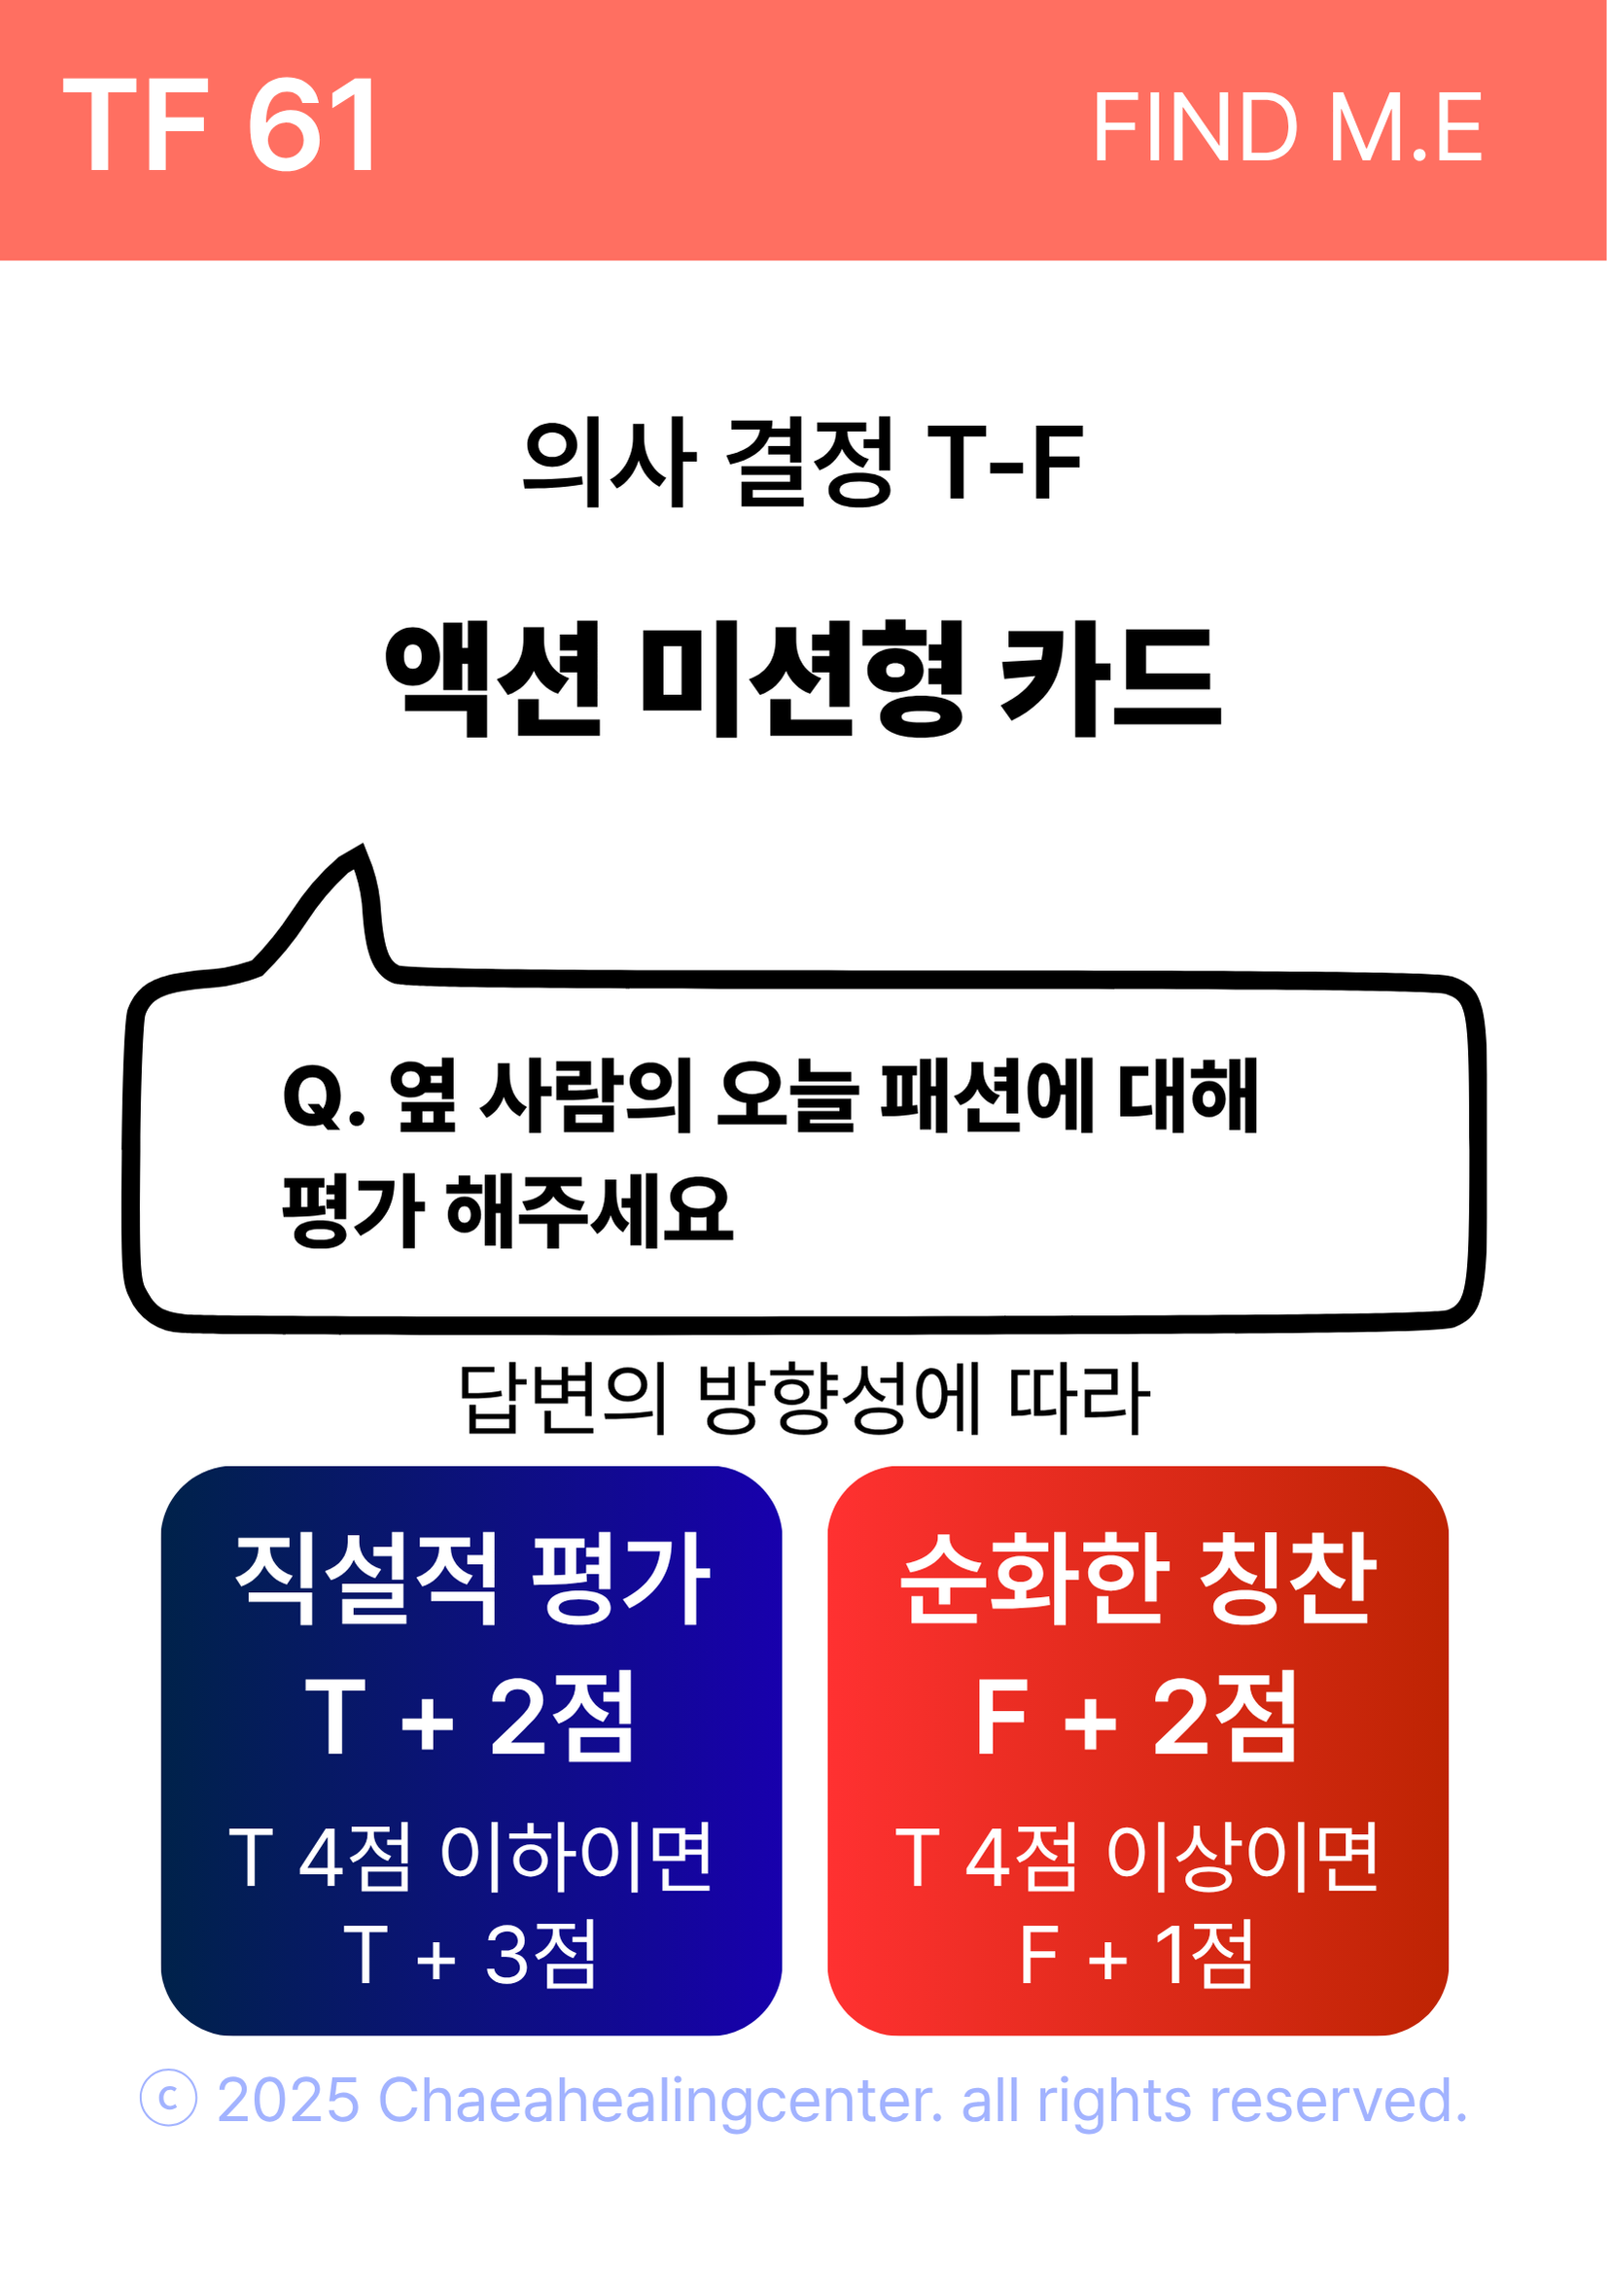 TF 61
FIND M.E
의사 결정 T-F
액션 미션형 카드
Q. 옆 사람의 오늘 패션에 대해
평가 해주세요
답변의 방향성에 따라
직설적 평가
T + 2점
T 4점 이하이면
T + 3점
순화한 칭찬
F + 2점
T 4점 이상이면
F + 1점
ⓒ 2025 Chaeahealingcenter. all rights reserved.